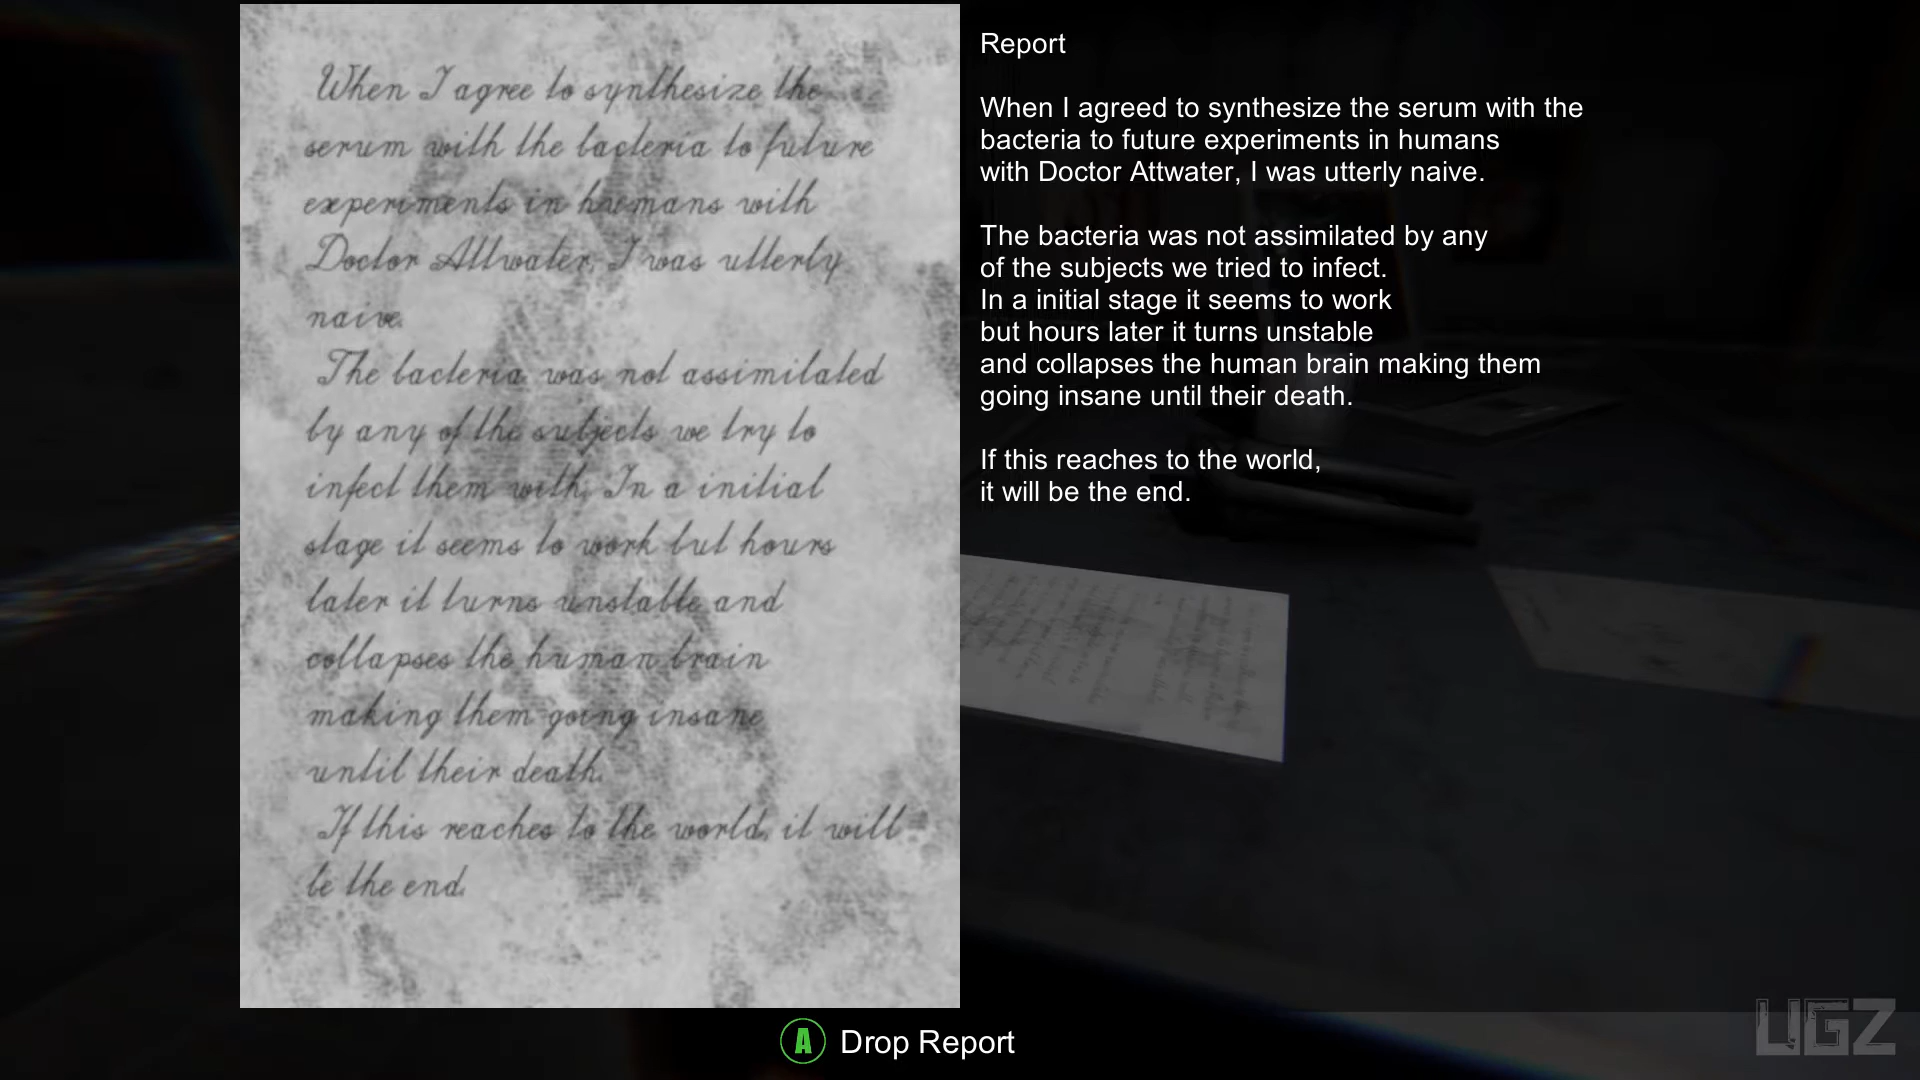 When I agree to synthesize the
serum with the bacteria to future
experiments in humans with
Doctor Attwater, I was utterly
naive.
The bacteria was not assimilated
by any of the subjects we try to
infect them with. In a initial
stage it seems to work but hours
later it turns unstable and
collapses the human brain
making them going insane
until their death.
If this reaches to the world, it will
be the end.
Report
When I agreed to synthesize the serum with the
bacteria to future experiments in humans
with Doctor Attwater, I was utterly naive.
The bacteria was not assimilated by any
of the subjects we tried to infect.
In a initial stage it seems to work
but hours later it turns unstable
and collapses the human brain making them
going insane until their death.
If this reaches to the world,
it will be the end.
A Drop Report
UGZ